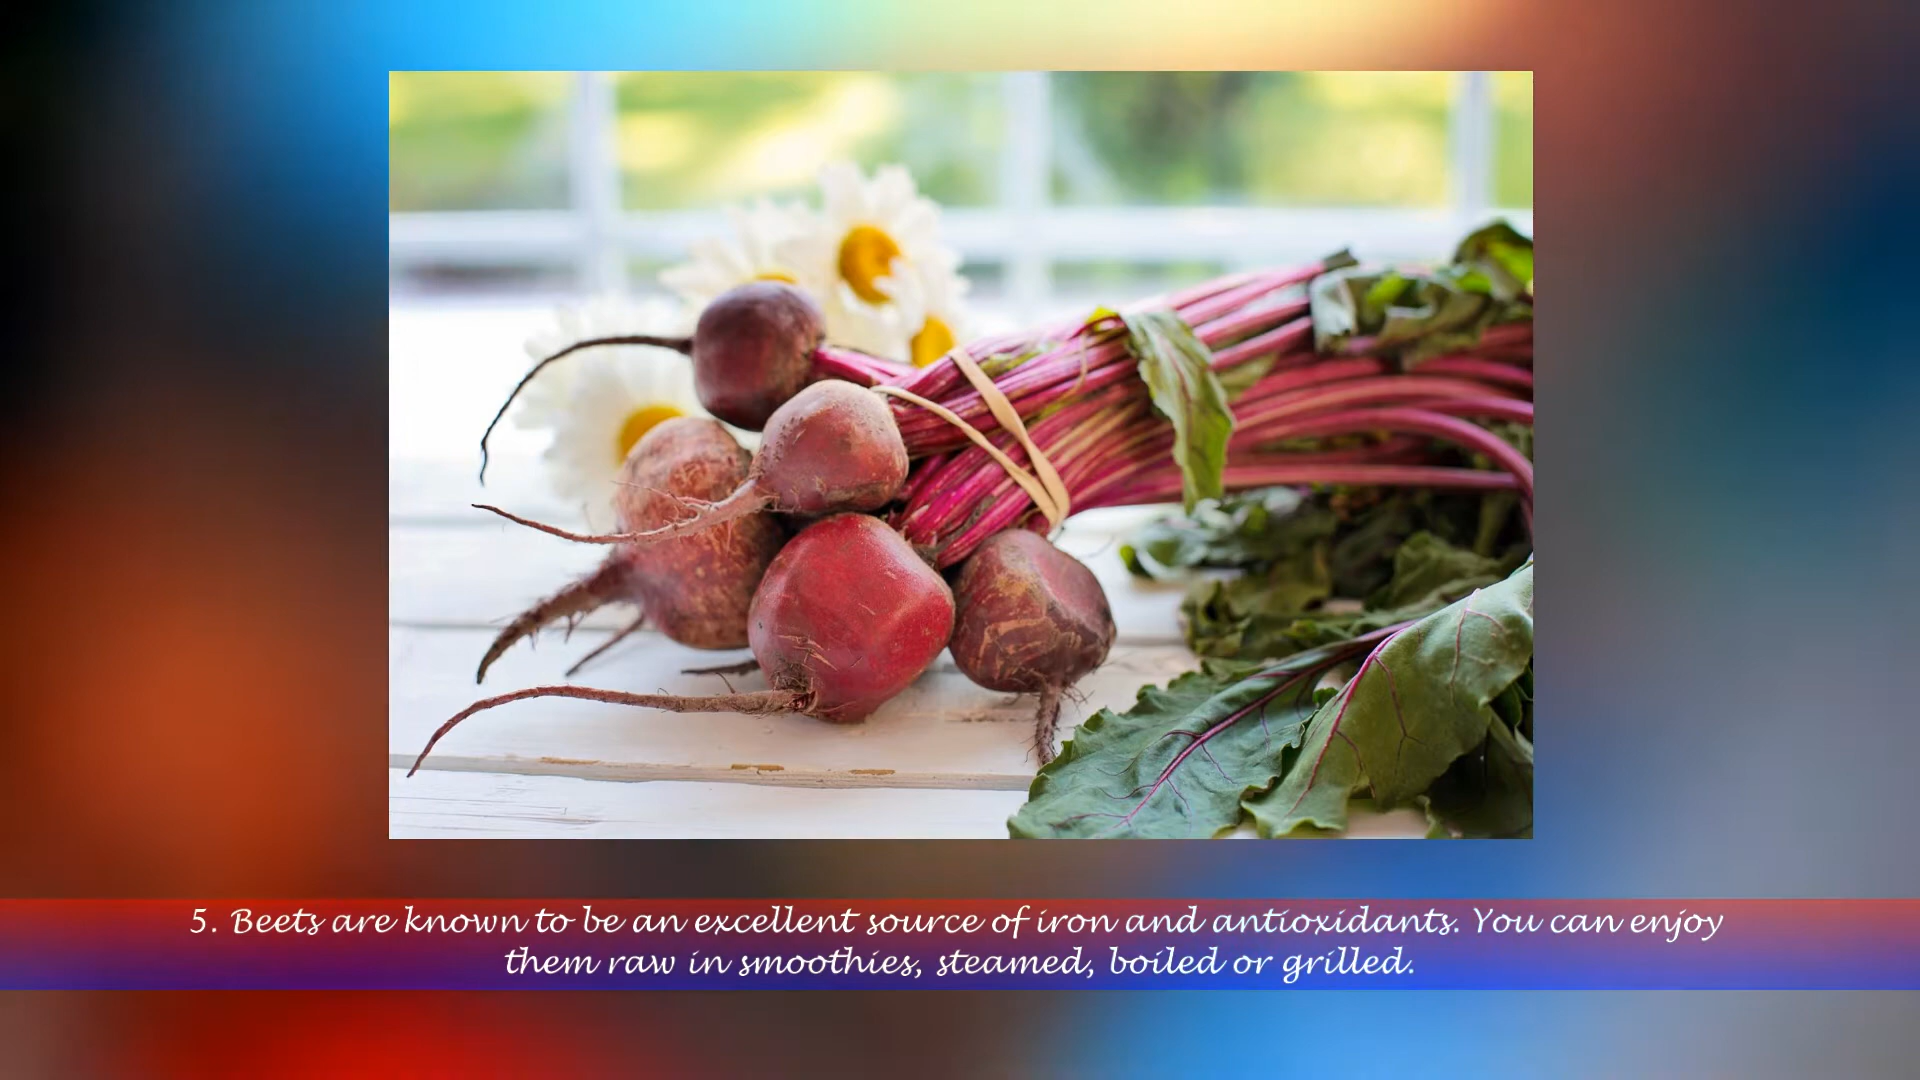 5. Beets are known to be an excellent source of iron and antioxidants. You can enjoy
them raw in smoothies, steamed, boiled or grilled.